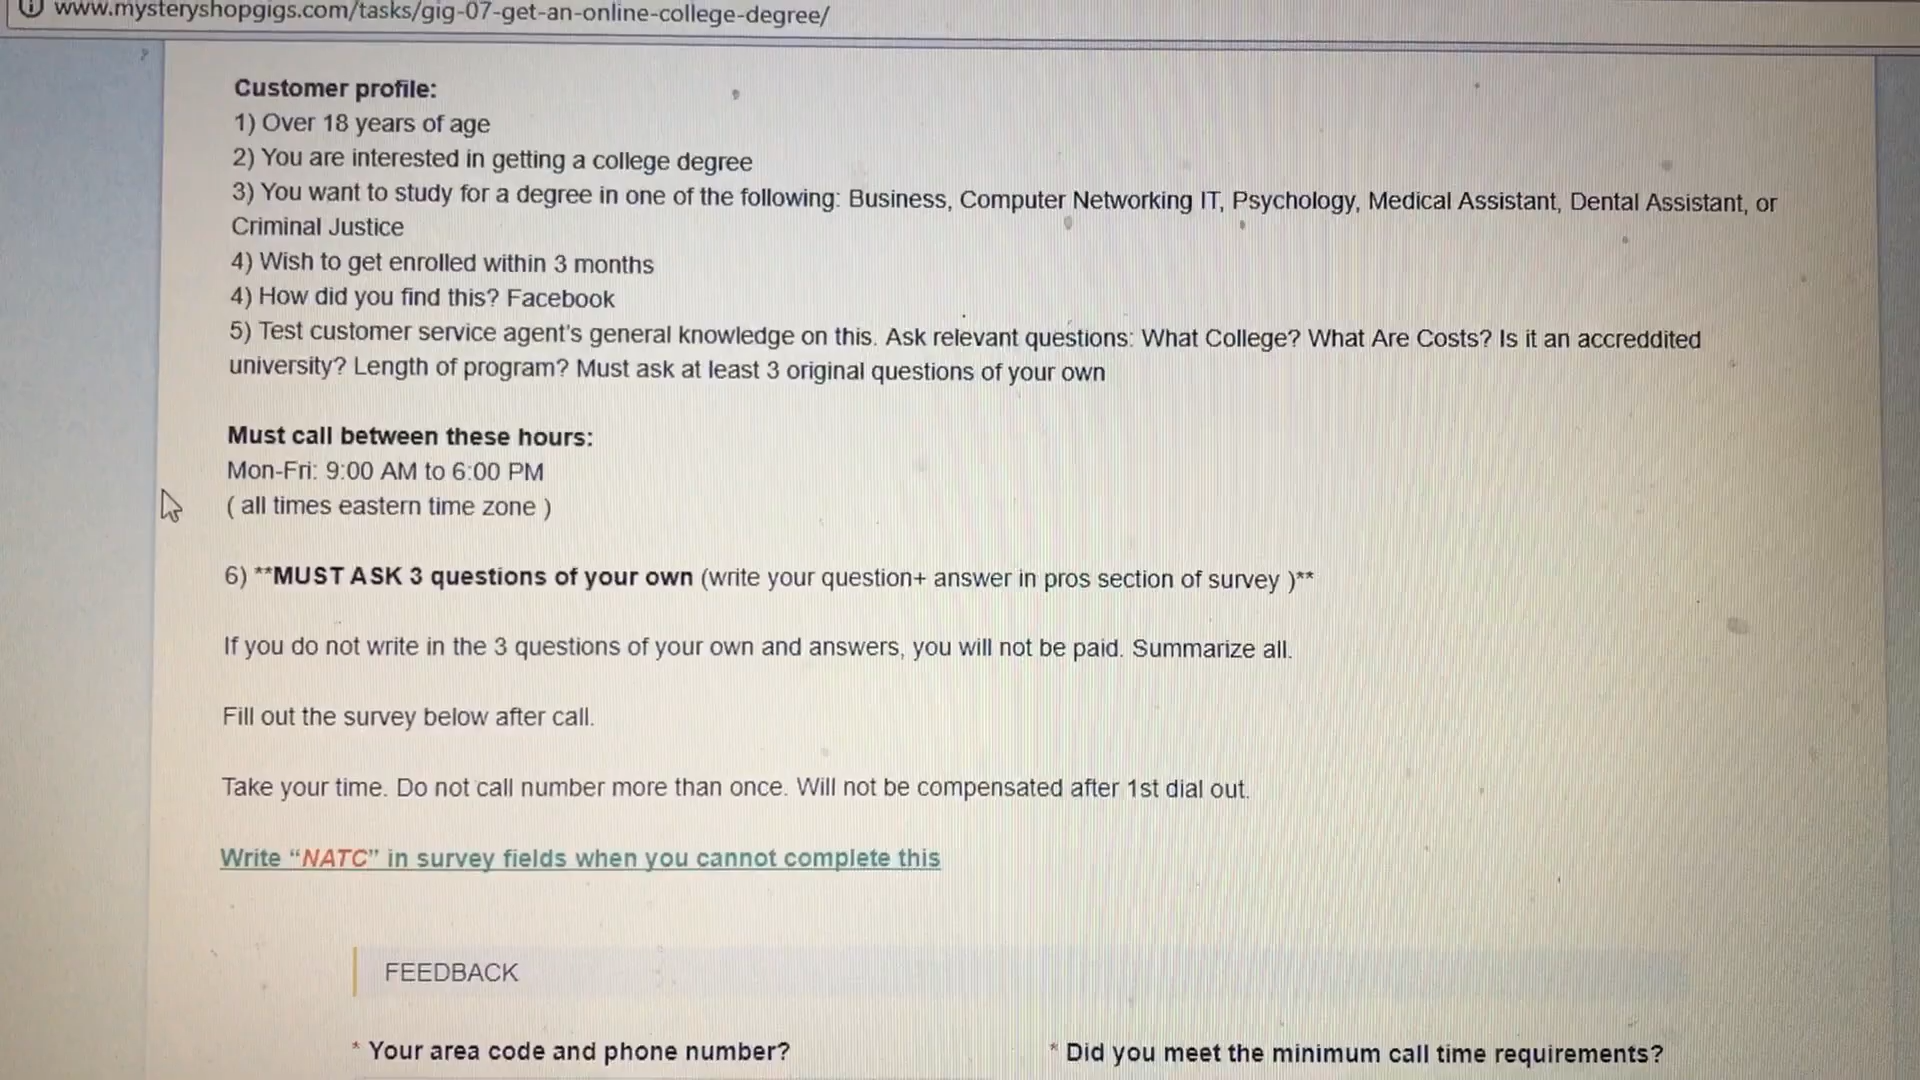 www.mysteryshopgigs.com/tasks/gig-07-get-an-online-college-degree/
Customer profile:
1) Over 18 years of age
2) You are interested in getting a college degree
3) You want to study for a degree in one of the following: Business, Computer Networking IT, Psychology, Medical Assistant, Dental Assistant, or
Criminal Justice
4) Wish to get enrolled within 3 months
4) How did you find this? Facebook
5) Test customer service agent's general knowledge on this. Ask relevant questions: What College? What Are Costs? Is it an accreddited
university? Length of program? Must ask at least 3 original questions of your own
Must call between these hours:
Mon-Fri: 9:00 AM to 6:00 PM
( all times eastern time zone )
6) **MUST ASK 3 questions of your own (write your question+ answer in pros section of survey )**
If you do not write in the 3 questions of your own and answers, you will not be paid. Summarize all.
Fill out the survey below after call.
Take your time. Do not call number more than once. Will not be compensated after 1st dial out.
Write “NATC” in survey fields when you cannot complete this
FEEDBACK
* Your area code and phone number?
* Did you meet the minimum call time requirements?